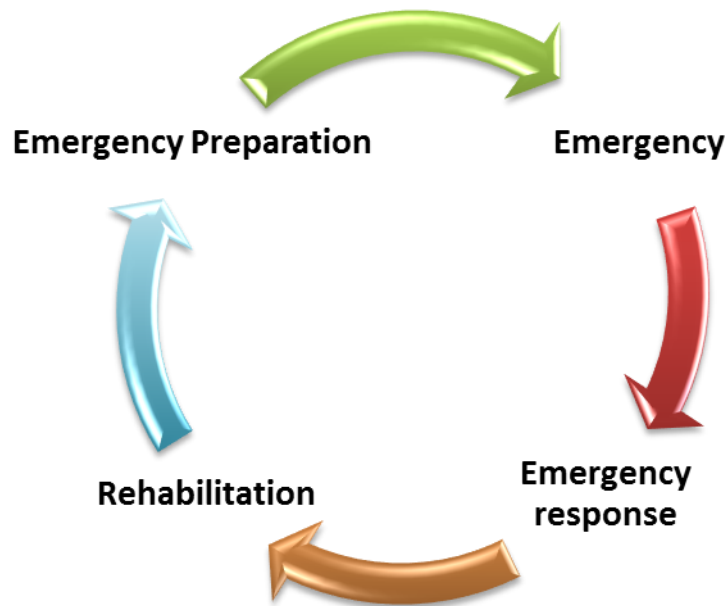 Emergency Preparation
Emergency
Rehabilitation
Emergency
response